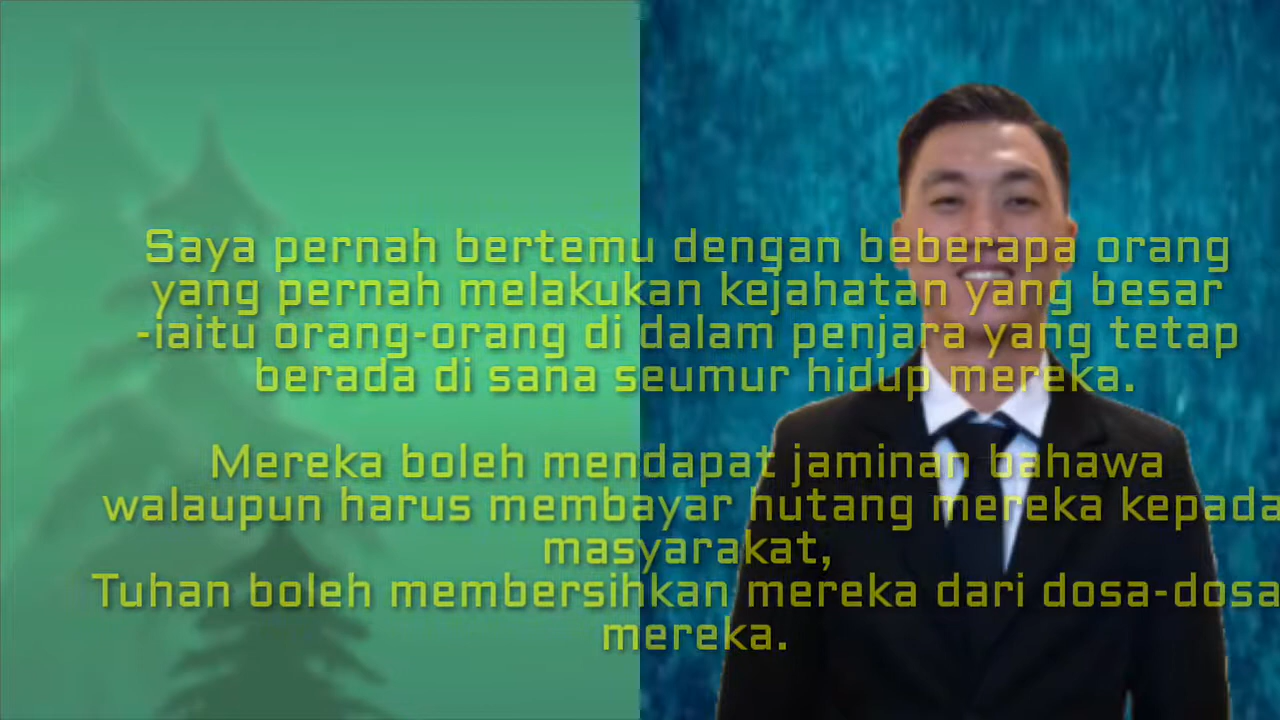 Saya pernah bertemu dengan beberapa orang
yang pernah melakukan kejahatan yang besar
-iaitu orang-orang di dalam penjara yang tetap
berada di sana seumur hidup mereka.
Mereka boleh mendapat jaminan bahawa
walaupun harus membayar hutang mereka kepada
masyarakat,
Tuhan boleh membersihkan mereka dari dosa-dosa
mereka.